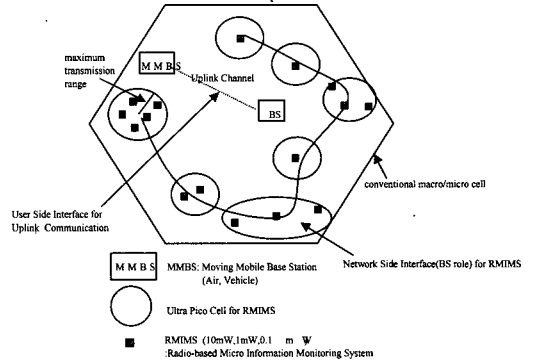 maximum
transmission
range
M M B S
Uplink Channel
BS
conventional macro/micro cell
User Side Interface for
Uplink Communication
Network Side Interface(BS role) for RMIMS
M M B S
MMBS: Moving Mobile Base Station
(Air, Vehicle)
Ultra Pico Cell for RMIMS
RMIMS (10mW,1mW,0.1 m W
:Radio-based Micro Information Monitoring System